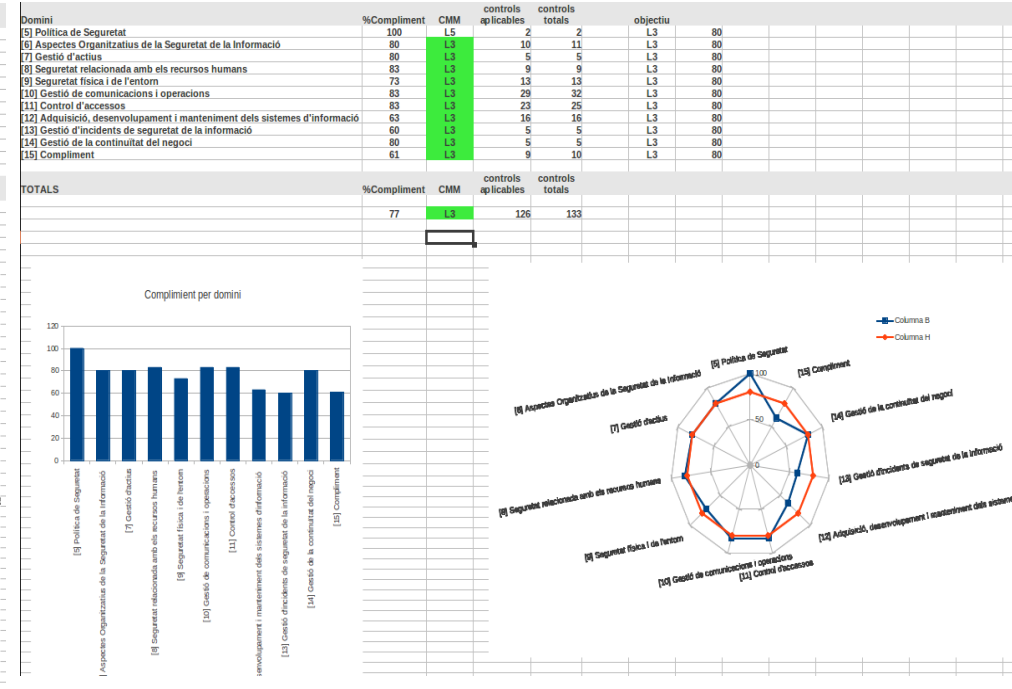 Domini %Compliment CMM controls aplicables controls totals objectiu
[5] Política de Seguretat 100 L5 2 2 L3 80
[6] Aspectes Organitzatius de la Seguretat de la Informació 80 L3 10 11 L3 80
[7] Gestió d'actius 80 L3 5 5 L3 80
[8] Seguretat relacionada amb els recursos humans 83 L3 9 9 L3 80
[9] Seguretat física i de l'entorn 73 L3 13 13 L3 80
[10] Gestió de comunicacions i operacions 83 L3 29 32 L3 80
[11] Control d'accessos 83 L3 23 25 L3 80
[12] Adquisició, desenvolupament i manteniment dels sistemes d'informació 63 L3 16 16 L3 80
[13] Gestió d'incidents de seguretat de la informació 60 L3 5 5 L3 80
[14] Gestió de la continuïtat del negoci 80 L3 5 5 L3 80
[15] Compliment 61 L3 9 10 L3 80
TOTALS %Compliment CMM controls aplicables controls totals
77 L3 126 133
Complimient per domini
120
100
80
60
40
20
0
[5] Política de Seguretat
] Aspectes Organitzatius de la Seguretat de la Informació
[7] Gestió d'actius
[8] Seguretat relacionada amb els recursos humans
[9] Seguretat física i de l'entorn
[10] Gestió de comunicacions i operacions
[11] Control d'accessos
senvolupament i manteniment dels sistemes d'informació
[13] Gestió d'incidents de seguretat de la informació
[14] Gestió de la continuïtat del negoci
[15] Compliment
Columna B
Columna H
[5] Política de Seguretat
[15] Compliment
[6] Aspectes Organitzatius de la Seguretat de la Informació
[14] Gestió de la continuïtat del negoci
[7] Gestió d'actius
[13] Gestió d'incidents de seguretat de la informació
[8] Seguretat relacionada amb els recursos humans
[12] Adquisició, desenvolupament i manteniment dels sisteme
[9] Seguretat física i de l'entorn
[10] Gestió de comunicacions i operacions
[11] Control d'accessos
100
50
0